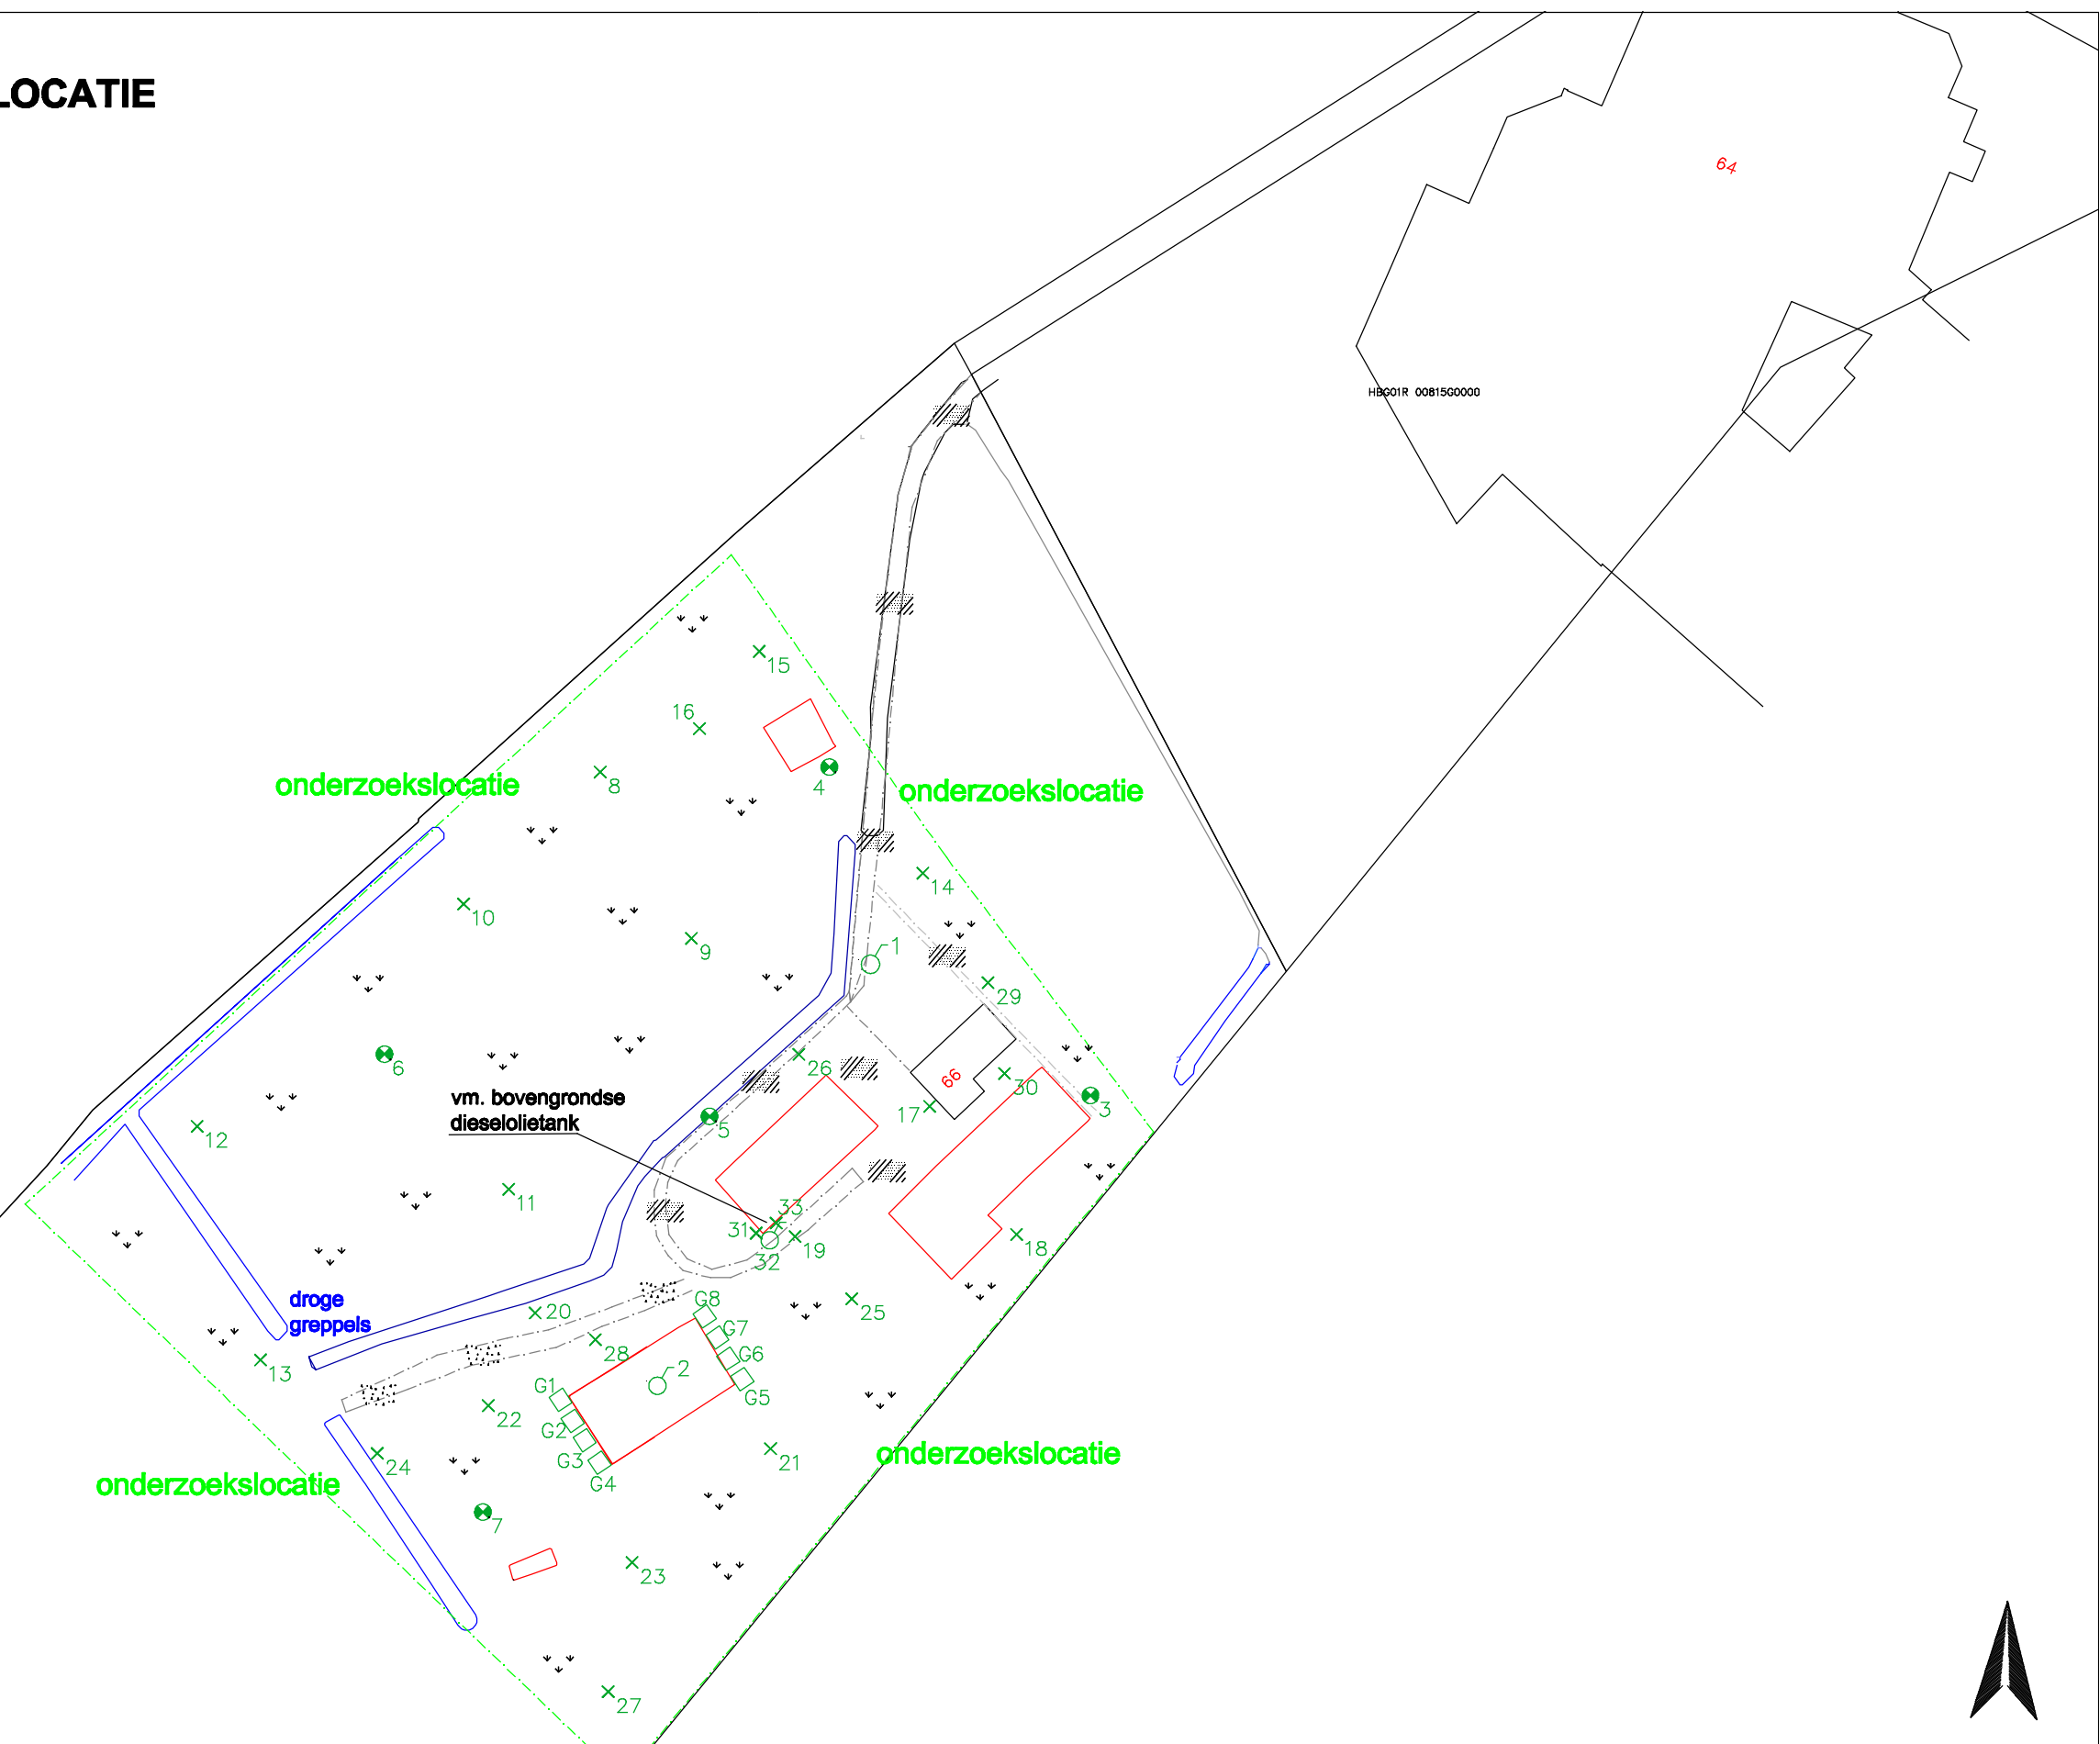 LOCATIE
64
HBG01R 00815G0000
15
16
8
4
onderzoekslocatie
onderzoekslocatie
14
10
9
1
29
6
26
66
30
3
vm. bovengrondse
dieselolietank
17
5
12
11
33
31
19
32
18
droge
greppels
20
G8
25
G7
28
G6
13
2
G1
G5
22
G2
21
onderzoekslocatie
G3
24
G4
onderzoekslocatie
7
23
27